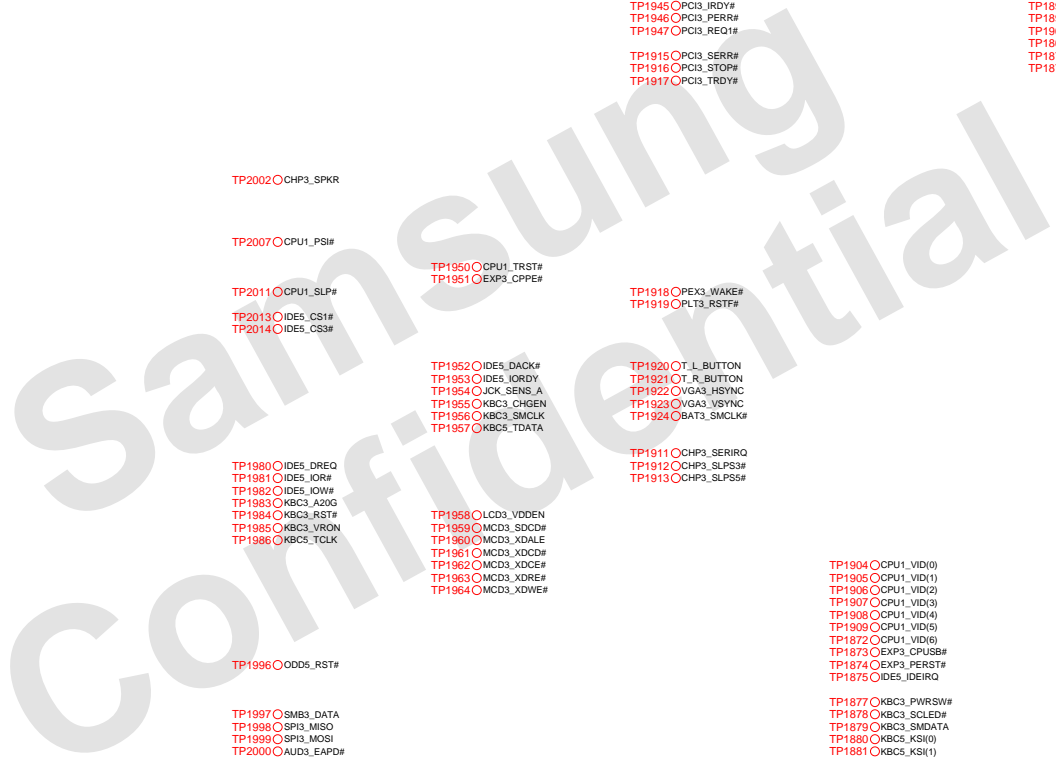 TP1945 PCI3_IRDY#
TP1946 PCI3_PERR#
TP1947 PCI3_REQ1#
TP1915 PCI3_SERR#
TP1916 PCI3_STOP#
TP1917 PCI3_TRDY#
Samsung
Confidential
TP2002 CHP3_SPKR
TP2007 CPU1_PSI#
TP2011 CPU1_SLP#
TP2013 IDE5_CS1#
TP2014 IDE5_CS3#
TP1980 IDE5_DREQ
TP1981 IDE5_IOR#
TP1982 IDE5_IOW#
TP1983 KBC3_A20G
TP1984 KBC3_RST#
TP1985 KBC3_VRON
TP1986 KBC5_TCLK
TP1996 ODD5_RST#
TP1997 SMB3_DATA
TP1998 SPI3_MISO
TP1999 SPI3_MOSI
TP2000 AUD3_EAPD#
TP1950 CPU1_TRST#
TP1951 EXP3_CPPE#
TP1952 IDE5_DACK#
TP1953 IDE5_IORDY
TP1954 JCK_SENS_A
TP1955 KBC3_CHGEN
TP1956 KBC3_SMCLK
TP1957 KBC5_TDATA
TP1958 LCD3_VDDEN
TP1959 MCD3_SDCD#
TP1960 MCD3_XDALE
TP1961 MCD3_XDCD#
TP1962 MCD3_XDCE#
TP1963 MCD3_XDRE#
TP1964 MCD3_XDWE#
TP1918 PEX3_WAKE#
TP1919 PLT3_RSTF#
TP1920 T_L_BUTTON
TP1921 T_R_BUTTON
TP1922 VGA3_HSYNC
TP1923 VGA3_VSYNC
TP1924 BAT3_SMCLK#
TP1911 CHP3_SERIRQ
TP1912 CHP3_SLPS3#
TP1913 CHP3_SLPS5#
TP1904 CPU1_VID(0)
TP1905 CPU1_VID(1)
TP1906 CPU1_VID(2)
TP1907 CPU1_VID(3)
TP1908 CPU1_VID(4)
TP1909 CPU1_VID(5)
TP1872 CPU1_VID(6)
TP1873 EXP3_CPUSB#
TP1874 EXP3_PERST#
TP1875 IDE5_IDEIRQ
TP1877 KBC3_PWRSW#
TP1878 KBC3_SCLED#
TP1879 KBC3_SMDATA
TP1880 KBC5_KSI(0)
TP1881 KBC5_KSI(1)